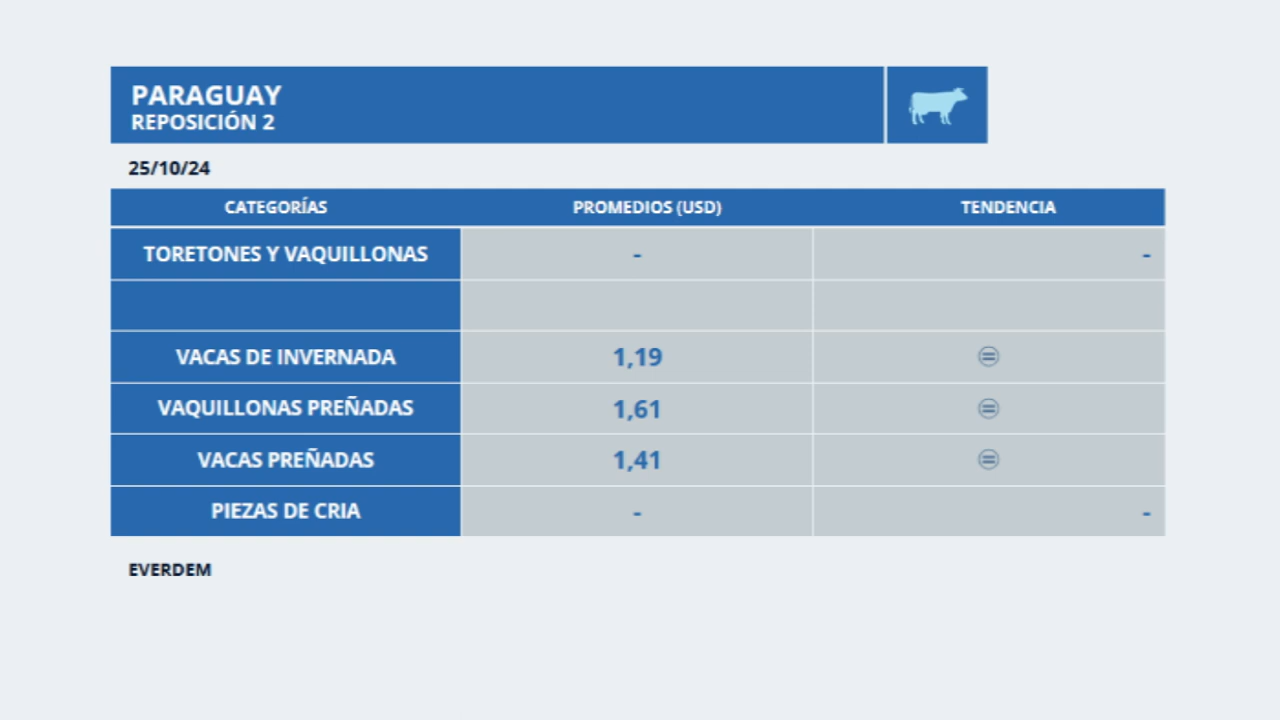 PARAGUAY
REPOSICIÓN 2
25/10/24
CATEGORÍAS PROMEDIOS (USD) TENDENCIA
TORETONES Y VAQUILLONAS - -
VACAS DE INVERNADA 1,19 =
VAQUILLONAS PREÑADAS 1,61 =
VACAS PREÑADAS 1,41 =
PIEZAS DE CRIA - -
EVERDEM